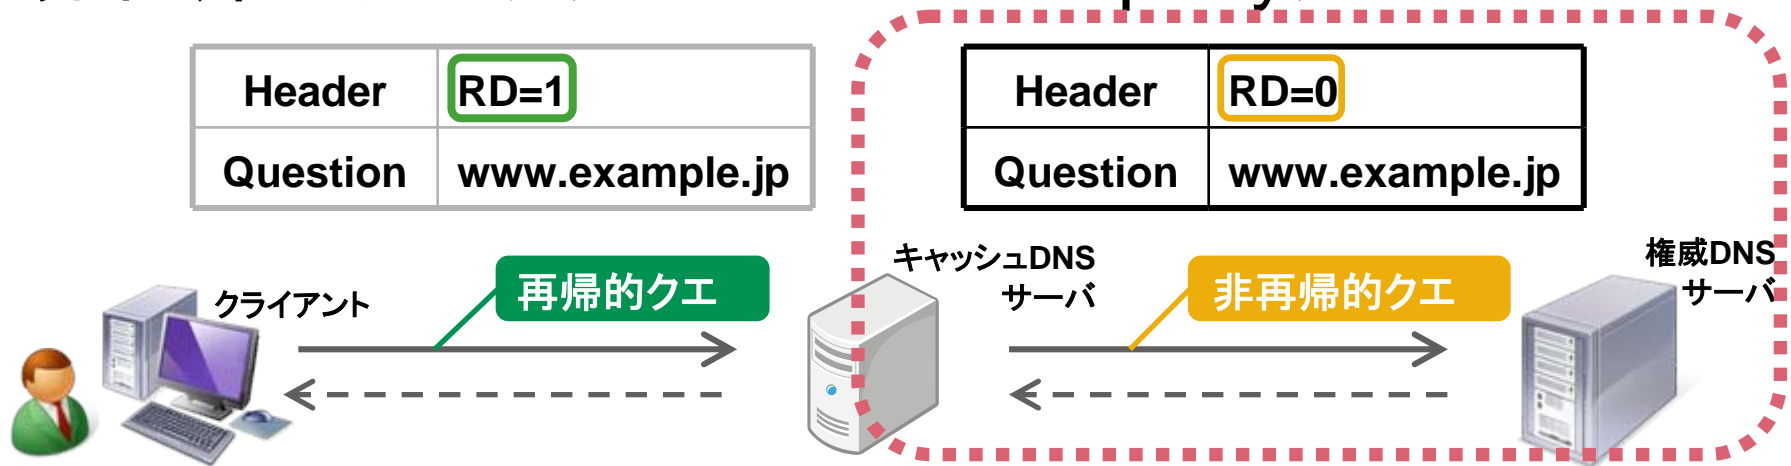 Header RD=1
Question www.example.jp
Header RD=0
Question www.example.jp
クライアント
再帰的クエ
キャッシュDNS
サーバ
非再帰的クエ
権威DNS
サーバ